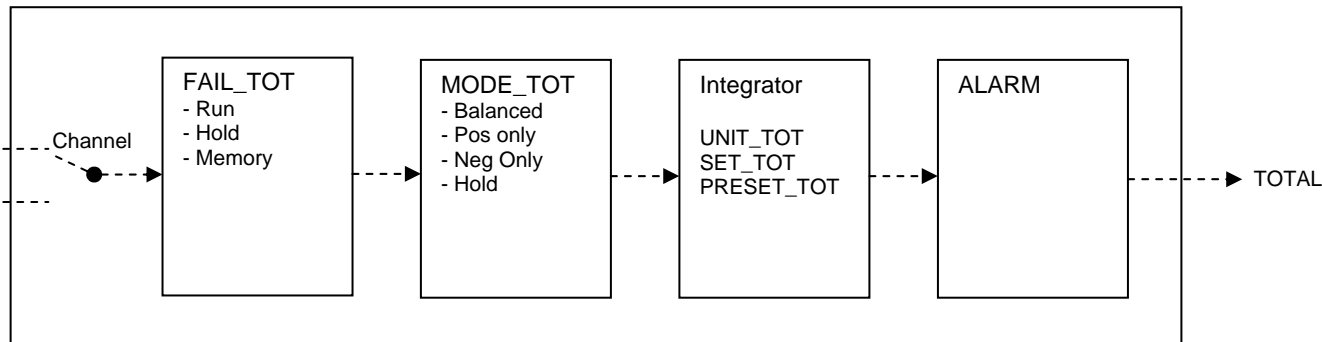 Channel
FAIL_TOT
- Run
- Hold
- Memory
MODE_TOT
- Balanced
- Pos only
- Neg Only
- Hold
Integrator
UNIT_TOT
SET_TOT
PRESET_TOT
ALARM
TOTAL